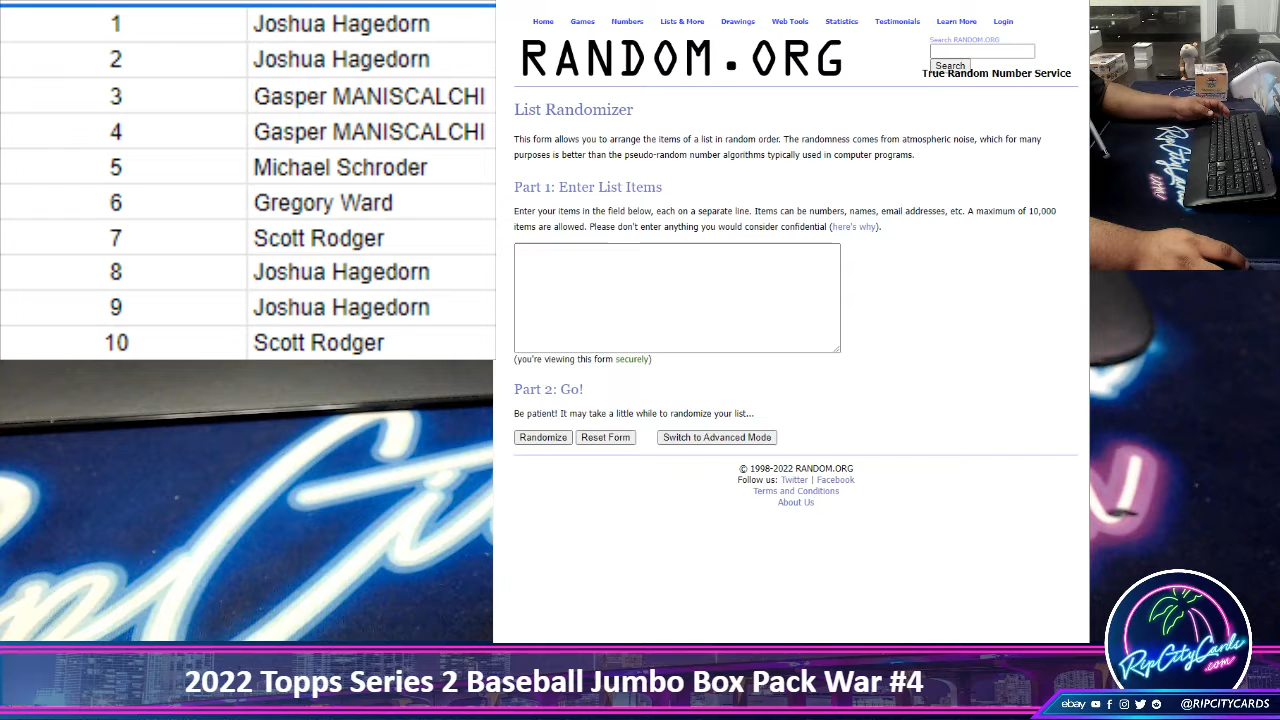 1 Joshua Hagedorn
2 Joshua Hagedorn
3 Gasper MANISCALCHI
4 Gasper MANISCALCHI
5 Michael Schroder
6 Gregory Ward
7 Scott Rodger
8 Joshua Hagedorn
9 Joshua Hagedorn
10 Scott Rodger
Home Games Numbers Lists & More Drawings Web Tools Statistics Testimonials Learn More Login
Search RANDOM.ORG
RANDOM.ORG
Search
True Random Number Service
List Randomizer
This form allows you to arrange the items of a list in random order. The randomness comes from atmospheric noise, which for many
purposes is better than the pseudo-random number algorithms typically used in computer programs.
Part 1: Enter List Items
Enter your items in the field below, each on a separate line. Items can be numbers, names, email addresses, etc. A maximum of 10,000
items are allowed. Please don't enter anything you would consider confidential (here's why).
(you're viewing this form securely)
Part 2: Go!
Be patient! It may take a little while to randomize your list...
Randomize Reset Form Switch to Advanced Mode
© 1998-2022 RANDOM.ORG
Follow us: Twitter | Facebook
Terms and Conditions
About Us
2022 Topps Series 2 Baseball Jumbo Box Pack War #4
RipCityCards
.com
ebay
@RIPCITYCARDS